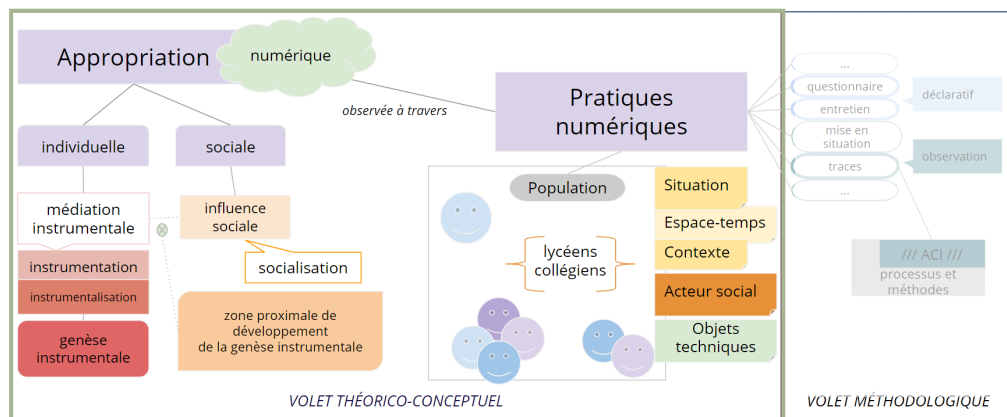 Appropriation
numérique
observée à travers
Pratiques
numériques
individuelle
sociale
médiation
instrumentale
influence
sociale
instrumentation
instrumentalisation
socialisation
genèse
instrumentale
zone proximale de
développement
de la genèse instrumentale
Population
lycéens
collégiens
Situation
Espace-temps
Contexte
Acteur social
Objets
techniques
VOLET THÉORICO-CONCEPTUEL
...
questionnaire
entretien
mise en
situation
traces
...
déclaratif
observation
/// ACI ///
processus et
méthodes
VOLET MÉTHODOLOGIQUE